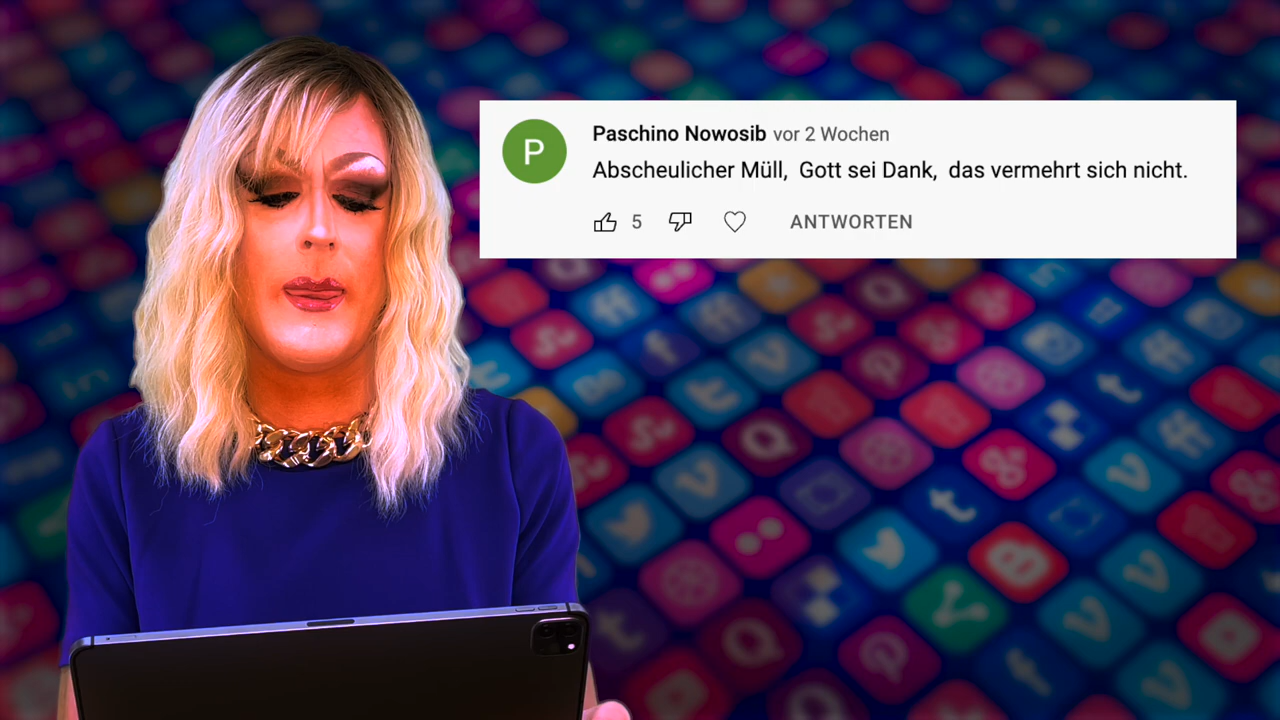 P
Paschino Nowosib vor 2 Wochen
Abscheulicher Müll,  Gott sei Dank,  das vermehrt sich nicht.
5 ANTWORTEN